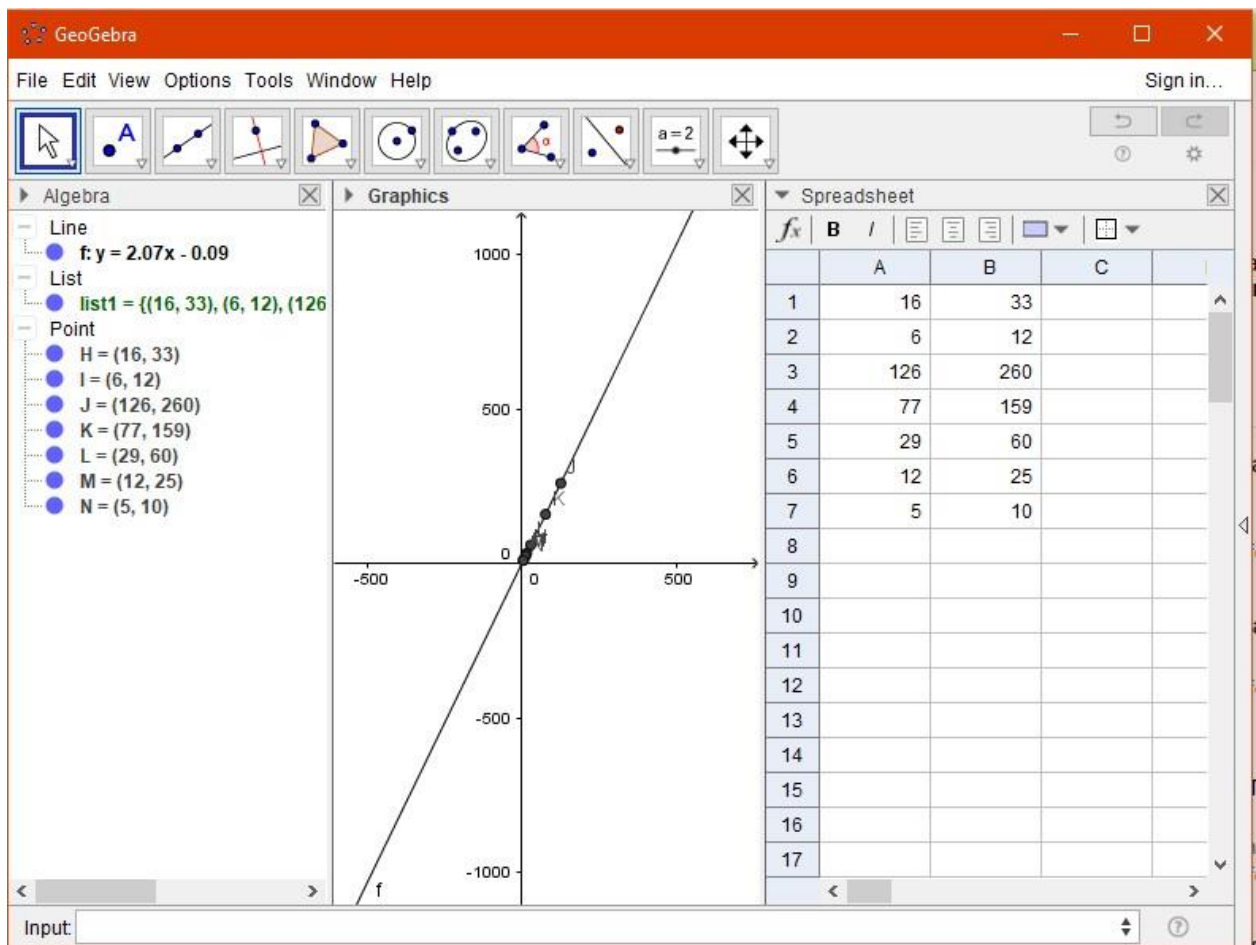 GeoGebra
File Edit View Options Tools Window Help Sign in...
A α a = 2
Algebra
Line
f: y = 2.07x - 0.09
List
list1 = {(16, 33), (6, 12), (126
Point
H = (16, 33)
I = (6, 12)
J = (126, 260)
K = (77, 159)
L = (29, 60)
M = (12, 25)
N = (5, 10)
Graphics
1000
500
J
K
0
-500 0 500
-500
-1000
f
Spreadsheet
fx B I
A B C
1 16 33
2 6 12
3 126 260
4 77 159
5 29 60
6 12 25
7 5 10
8
9
10
11
12
13
14
15
16
17
Input: